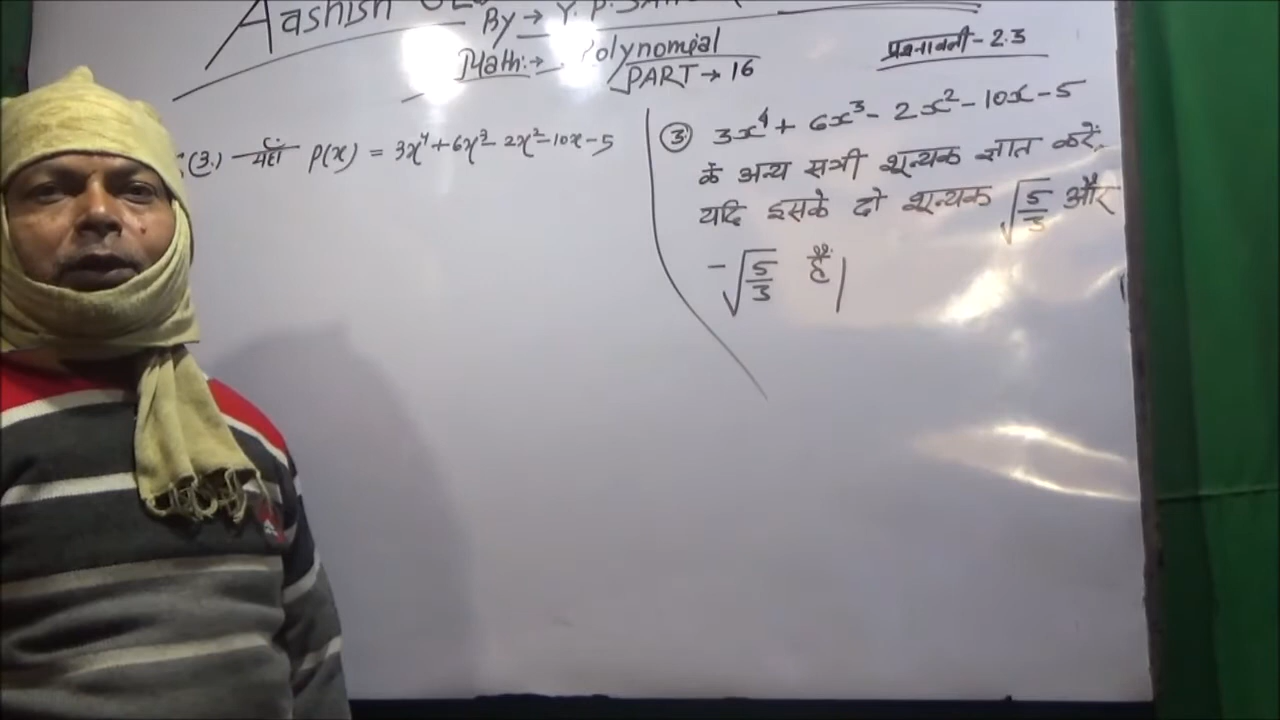 Aashish
By → Y. P.
Math :→ Polynomial
PART → 16
प्रश्नावली - 2.3
(3.) यहाँ P(x) = 3x⁴ + 6x³ - 2x² - 10x - 5
③ 3x⁴ + 6x³ - 2x² - 10x - 5
के अन्य सभी शून्यक ज्ञात करें,
यदि इसके दो शून्यक √5/3 और
-√5/3 हैं|